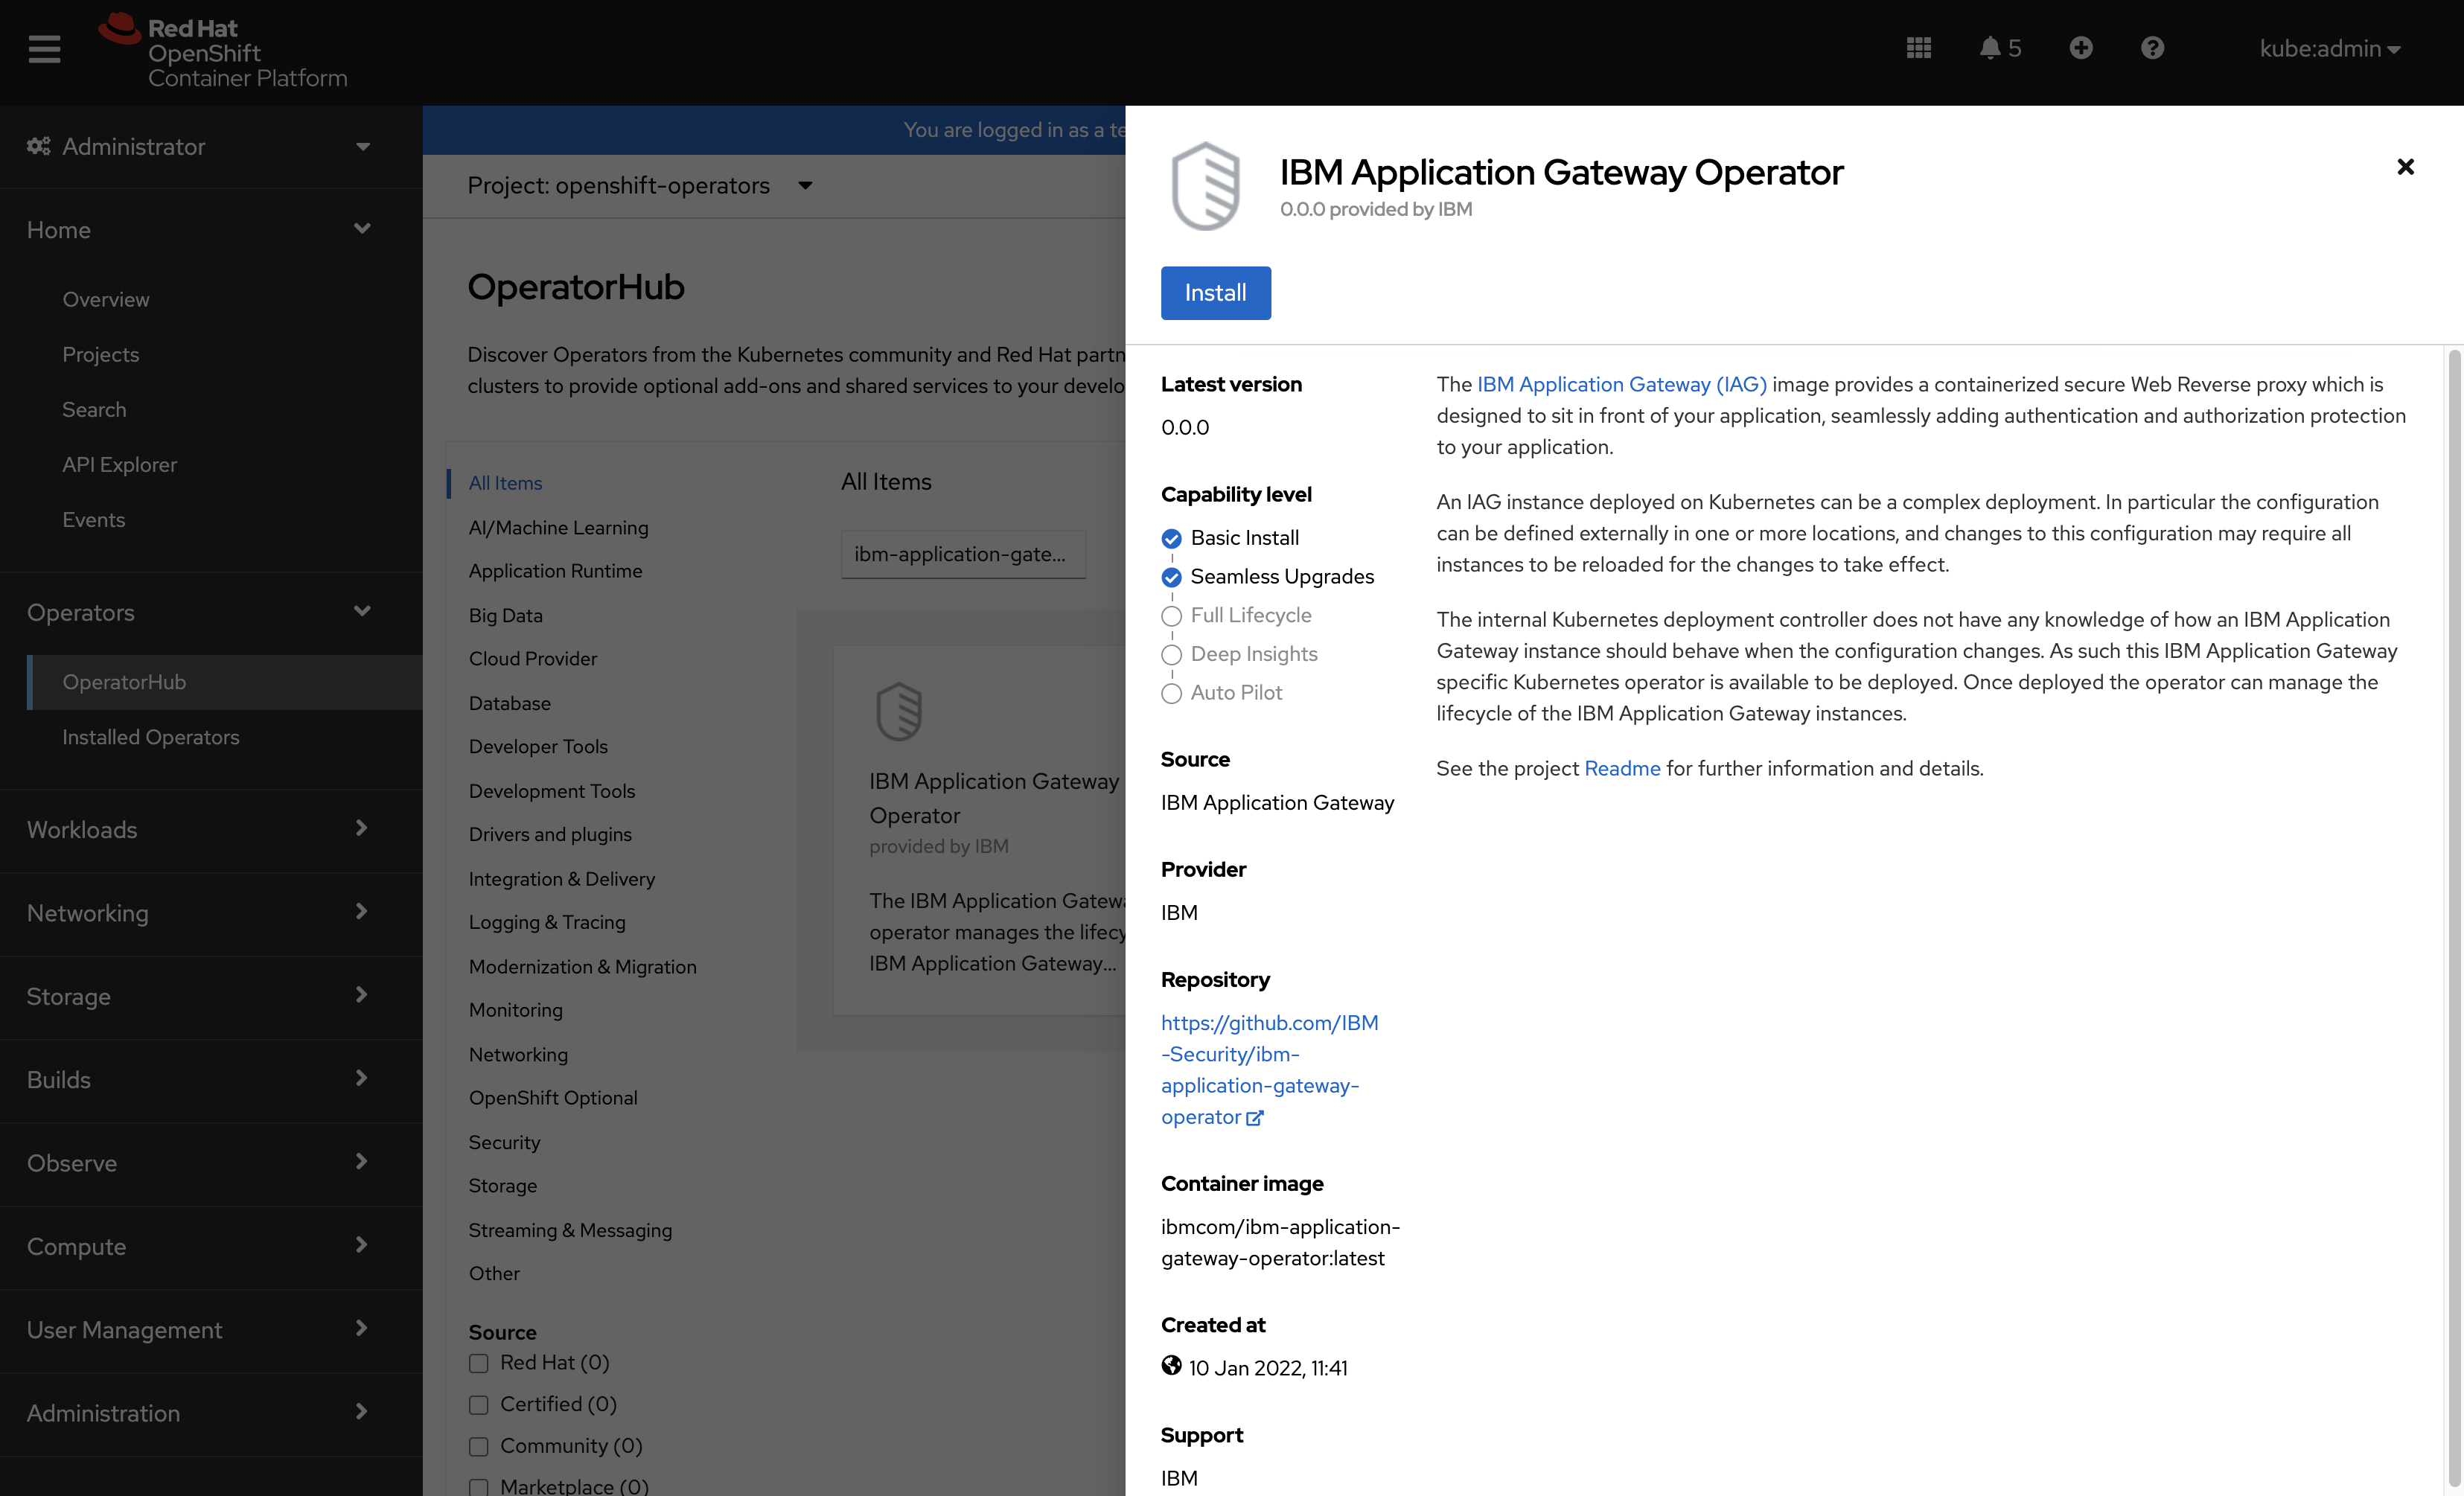 Red Hat
OpenShift
Container Platform
5
kube:admin
Administrator
Home
Overview
Projects
Search
API Explorer
Events
Operators
OperatorHub
Installed Operators
Workloads
Networking
Storage
Builds
Observe
Compute
User Management
Administration
You are logged in as a te
Project: openshift-operators
OperatorHub
Discover Operators from the Kubernetes community and Red Hat partn
clusters to provide optional add-ons and shared services to your develo
All Items
AI/Machine Learning
Application Runtime
Big Data
Cloud Provider
Database
Developer Tools
Development Tools
Drivers and plugins
Integration & Delivery
Logging & Tracing
Modernization & Migration
Monitoring
Networking
OpenShift Optional
Security
Storage
Streaming & Messaging
Other
Source
Red Hat (0)
Certified (0)
Community (0)
Marketplace (0)
All Items
ibm-application-gate...
IBM Application Gateway
Operator
provided by IBM
The IBM Application Gatewa
operator manages the lifecy
IBM Application Gateway...
IBM Application Gateway Operator
0.0.0 provided by IBM
Install
Latest version
0.0.0
Capability level
Basic Install
Seamless Upgrades
Full Lifecycle
Deep Insights
Auto Pilot
Source
IBM Application Gateway
Provider
IBM
Repository
https://github.com/IBM
-Security/ibm-
application-gateway-
operator
Container image
ibmcom/ibm-application-
gateway-operator:latest
Created at
10 Jan 2022, 11:41
Support
IBM
The IBM Application Gateway (IAG) image provides a containerized secure Web Reverse proxy which is
designed to sit in front of your application, seamlessly adding authentication and authorization protection
to your application.
An IAG instance deployed on Kubernetes can be a complex deployment. In particular the configuration
can be defined externally in one or more locations, and changes to this configuration may require all
instances to be reloaded for the changes to take effect.
The internal Kubernetes deployment controller does not have any knowledge of how an IBM Application
Gateway instance should behave when the configuration changes. As such this IBM Application Gateway
specific Kubernetes operator is available to be deployed. Once deployed the operator can manage the
lifecycle of the IBM Application Gateway instances.
See the project Readme for further information and details.